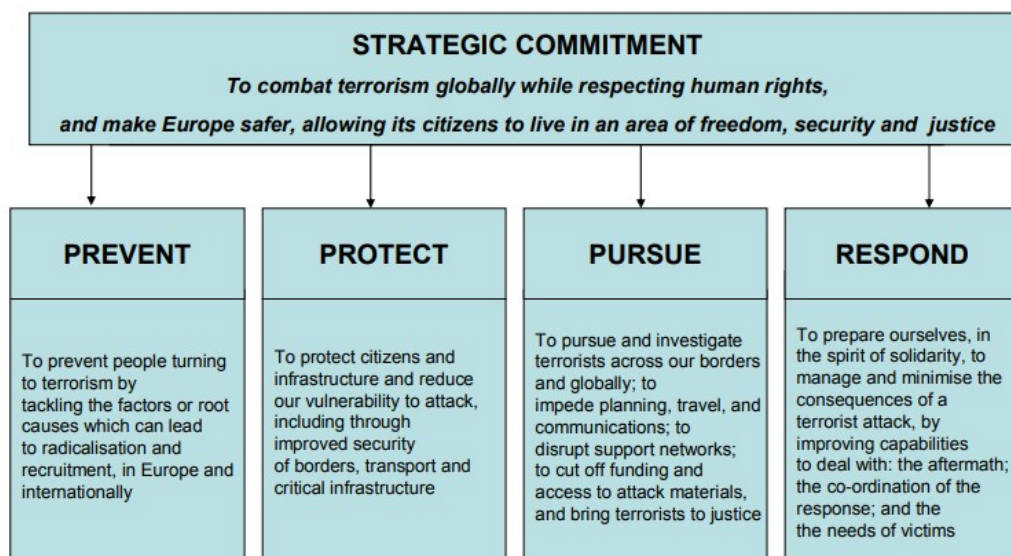 STRATEGIC COMMITMENT
To combat terrorism globally while respecting human rights,
and make Europe safer, allowing its citizens to live in an area of freedom, security and justice
PREVENT
To prevent people turning
to terrorism by
tackling the factors or root
causes which can lead
to radicalisation and
recruitment, in Europe and
internationally
PROTECT
To protect citizens and
infrastructure and reduce
our vulnerability to attack,
including through
improved security
of borders, transport and
critical infrastructure
PURSUE
To pursue and investigate
terrorists across our borders
and globally; to
impede planning, travel, and
communications; to
disrupt support networks;
to cut off funding and
access to attack materials,
and bring terrorists to justice
RESPOND
To prepare ourselves, in
the spirit of solidarity, to
manage and minimise the
consequences of a
terrorist attack, by
improving capabilities
to deal with: the aftermath;
the co-ordination of the
response; and the
the needs of victims